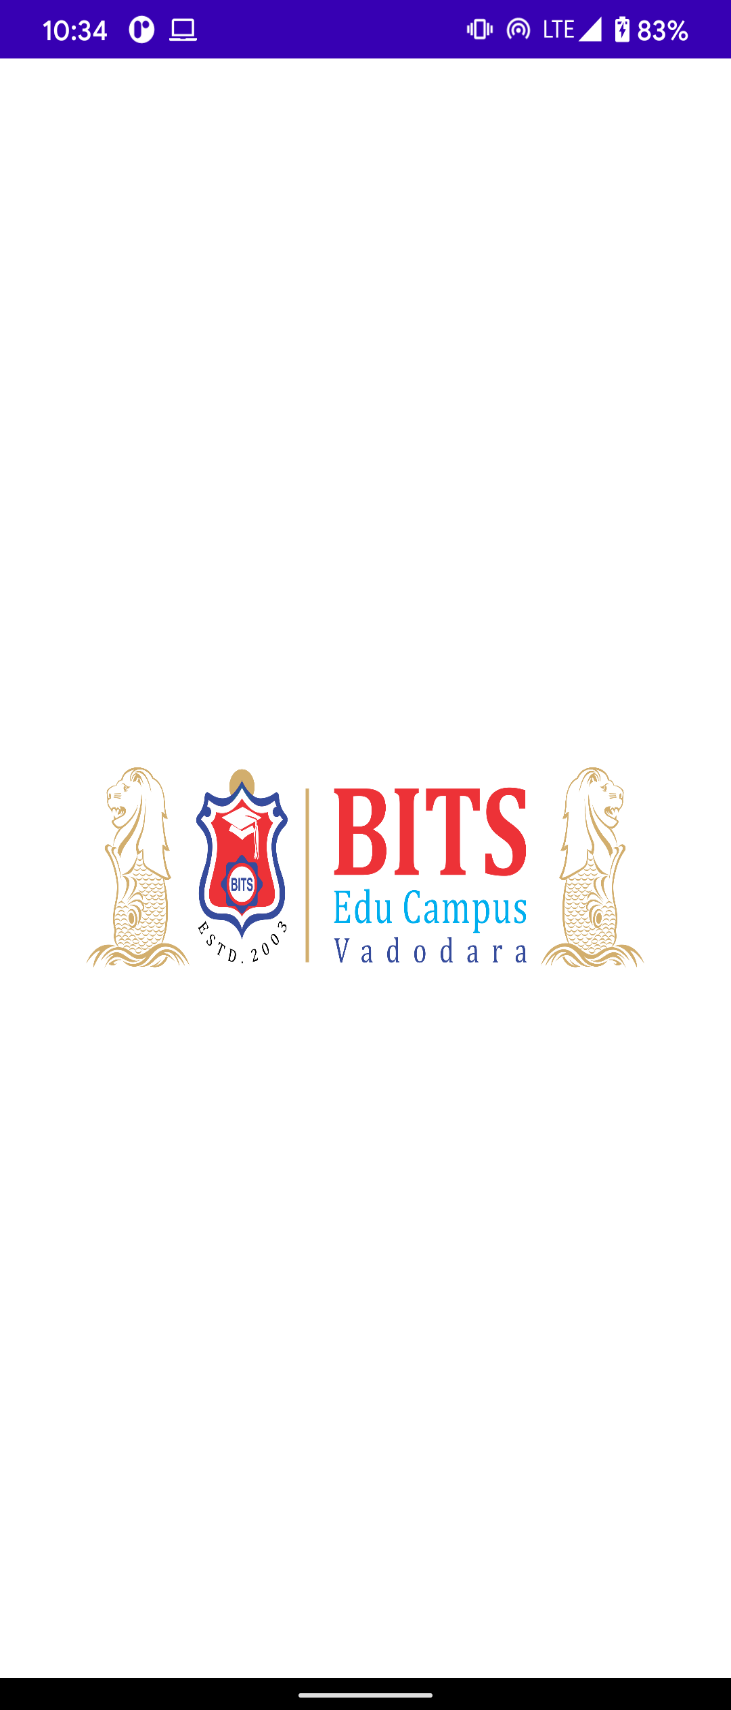 10:34 LTE 83%
BITS
ESTD. 2003
BITS
Edu Campus
Vadodara